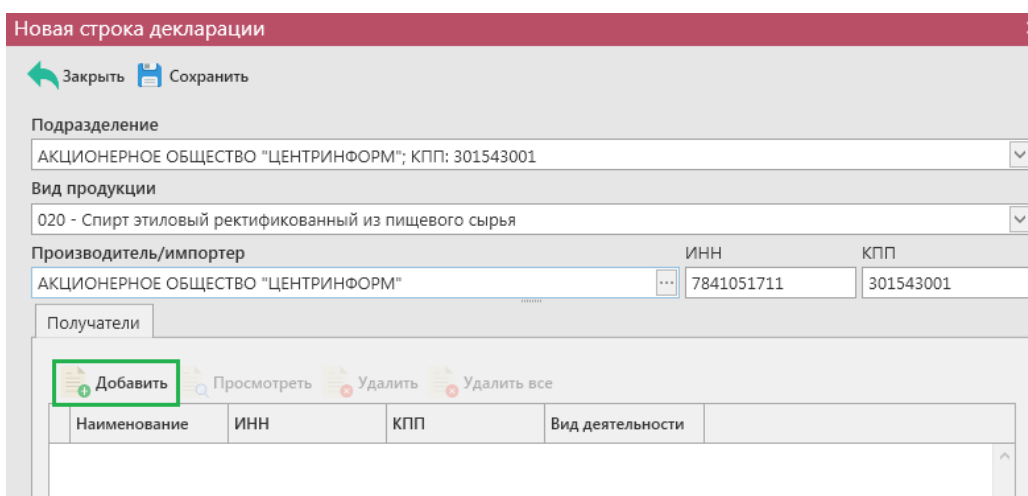 Новая строка декларации
Закрыть Сохранить
Подразделение
АКЦИОНЕРНОЕ ОБЩЕСТВО "ЦЕНТРИНФОРМ"; КПП: 301543001
Вид продукции
020 - Спирт этиловый ректификованный из пищевого сырья
Производитель/импортер ИНН КПП
АКЦИОНЕРНОЕ ОБЩЕСТВО "ЦЕНТРИНФОРМ" ... 7841051711 301543001
Получатели
Добавить Просмотреть Удалить Удалить все
Наименование ИНН КПП Вид деятельности